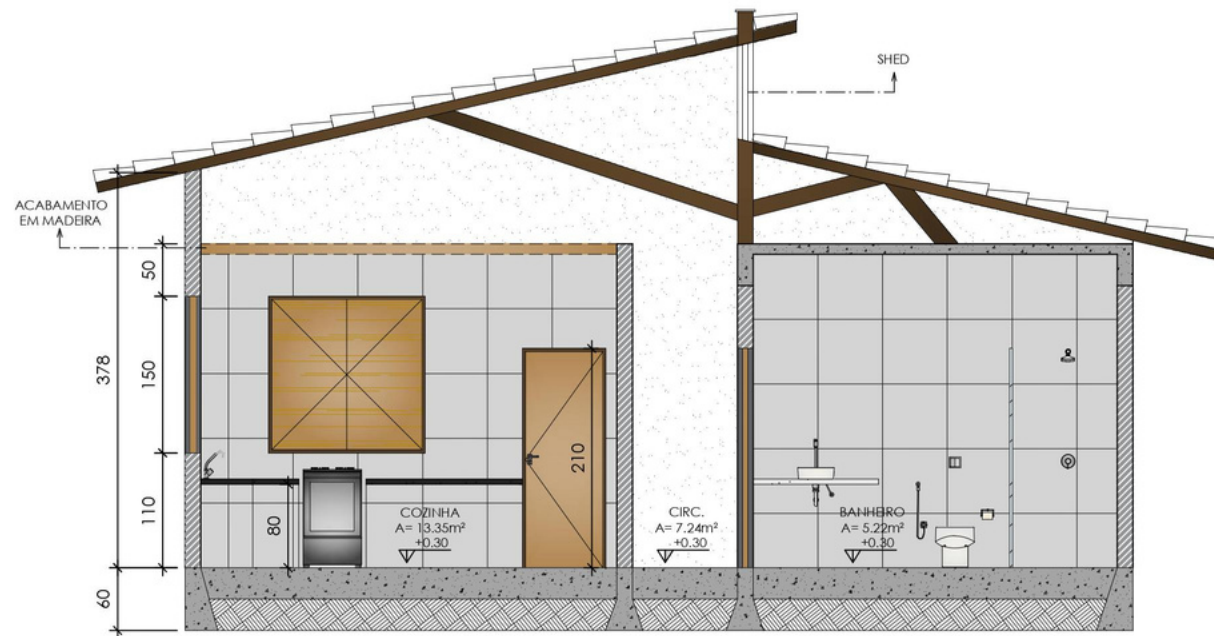 SHED
ACABAMENTO
EM MADEIRA
50
378
150
210
110
80
COZINHA
A= 13.35m²
+0.30
CIRC.
A= 7.24m²
+0.30
BANHEIRO
A= 5.22m²
+0.30
60